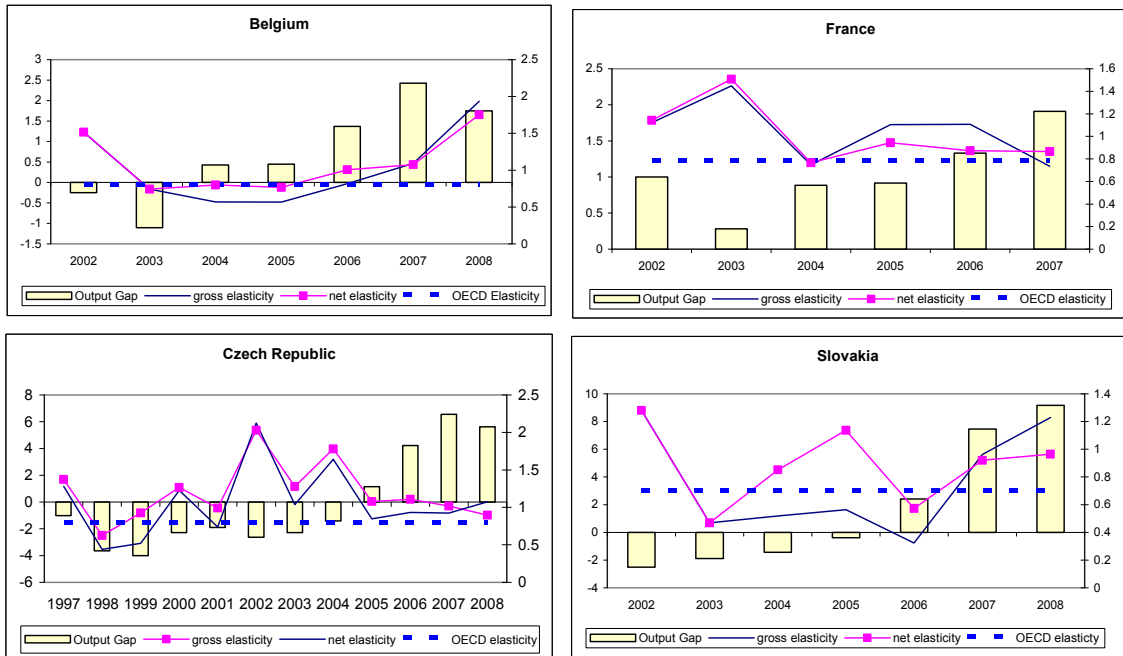 Belgium
3 2.5
2.5
2 2
1.5
1 1.5
0.5
0 1
-0.5
-1 0.5
-1.5 0
2002 2003 2004 2005 2006 2007 2008
Output Gap gross elasticity net elasticity OECD Elasticity
France
2.5 1.6
1.4
2 1.2
1.5 1
0.8
1 0.6
0.5 0.4
0.2
0 0
2002 2003 2004 2005 2006 2007
Output Gap gross elasticity net elasticity OECD Elasticity
Czech Republic
8 2.5
6 2
4
2 1.5
0 1
-2
-4 0.5
-6 0
1997 1998 1999 2000 2001 2002 2003 2004 2005 2006 2007 2008
Output Gap gross elasticity net elasticity OECD elasticity
Slovakia
10 1.4
8 1.2
6 1
4 0.8
2 0.6
0 0.4
-2 0.2
-4 0
2002 2003 2004 2005 2006 2007 2008
Output Gap gross elasticity net elasticity OECD elasticity